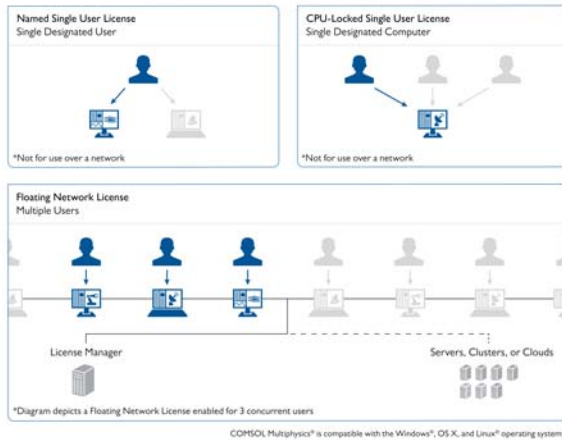 Named Single User License
Single Designated User
*Not for use over a network
CPU-Locked Single User License
Single Designated Computer
*Not for use over a network
Floating Network License
Multiple Users
License Manager
Servers, Clusters, or Clouds
*Diagram depicts a Floating Network License enabled for 3 concurrent users
COMSOL Multiphysics® is compatible with the Windows®, OS X, and Linux® operating system